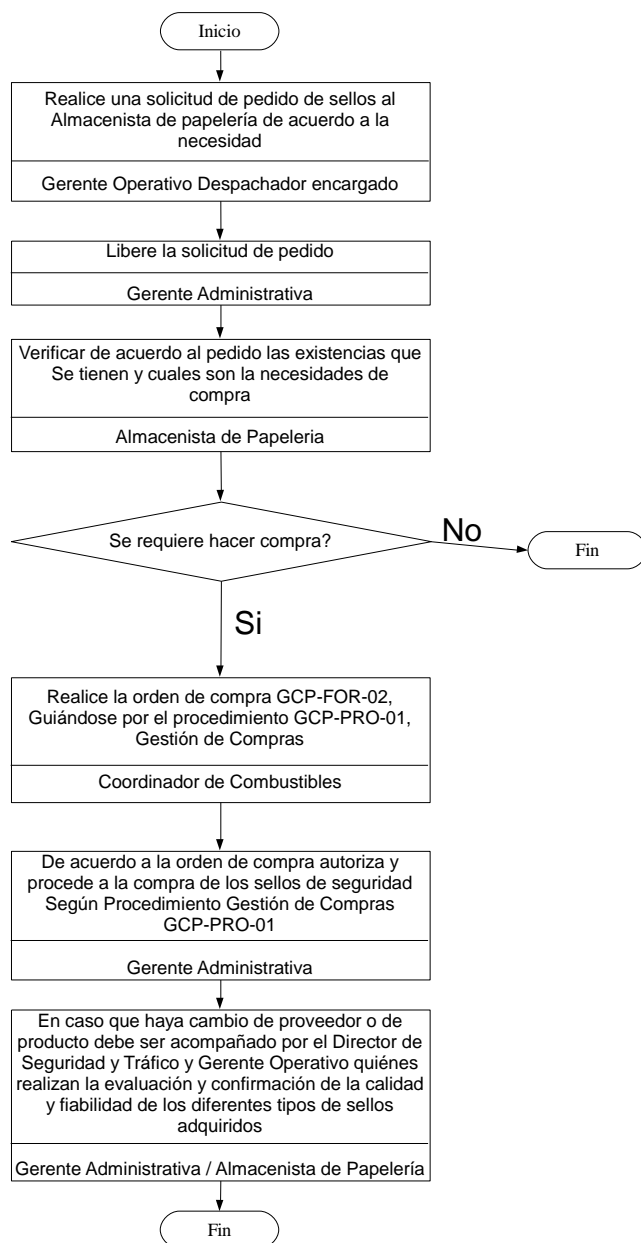 Inicio
Realice una solicitud de pedido de sellos al
Almacenista de papelería de acuerdo a la
necesidad
Gerente Operativo Despachador encargado
Libere la solicitud de pedido
Gerente Administrativa
Verificar de acuerdo al pedido las existencias que
Se tienen y cuales son la necesidades de
compra
Almacenista de Papeleria
Se requiere hacer compra?
No
Fin
Si
Realice la orden de compra GCP-FOR-02,
Guiándose por el procedimiento GCP-PRO-01,
Gestión de Compras
Coordinador de Combustibles
De acuerdo a la orden de compra autoriza y
procede a la compra de los sellos de seguridad
Según Procedimiento Gestión de Compras
GCP-PRO-01
Gerente Administrativa
En caso que haya cambio de proveedor o de
producto debe ser acompañado por el Director de
Seguridad y Tráfico y Gerente Operativo quiénes
realizan la evaluación y confirmación de la calidad
y fiabilidad de los diferentes tipos de sellos
adquiridos
Gerente Administrativa / Almacenista de Papelería
Fin